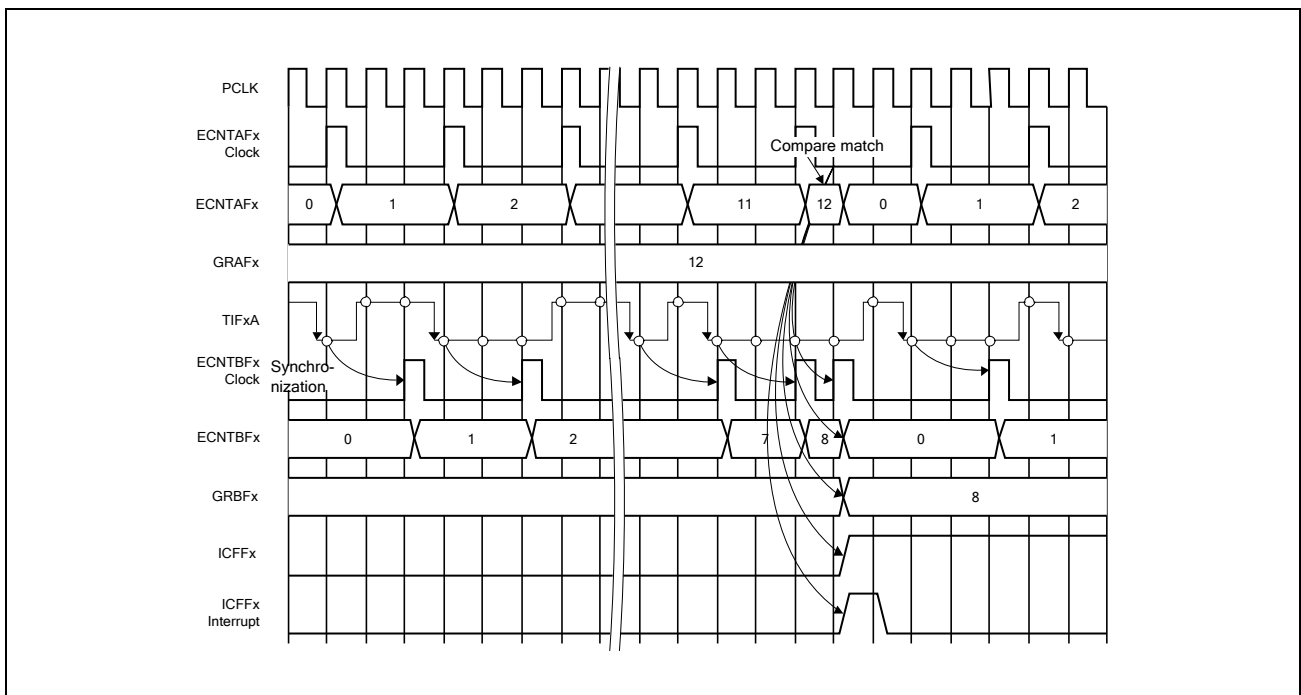 PCLK
ECNTAFx
Clock
Compare match
ECNTAFx
0 1 2 11 12 0 1 2
GRAFx
12
TIFxA
ECNTBFx
Clock
Synchro-
nization
ECNTBFx
0 1 2 7 8 0 1
GRBFx
8
ICFFx
ICFFx
Interrupt